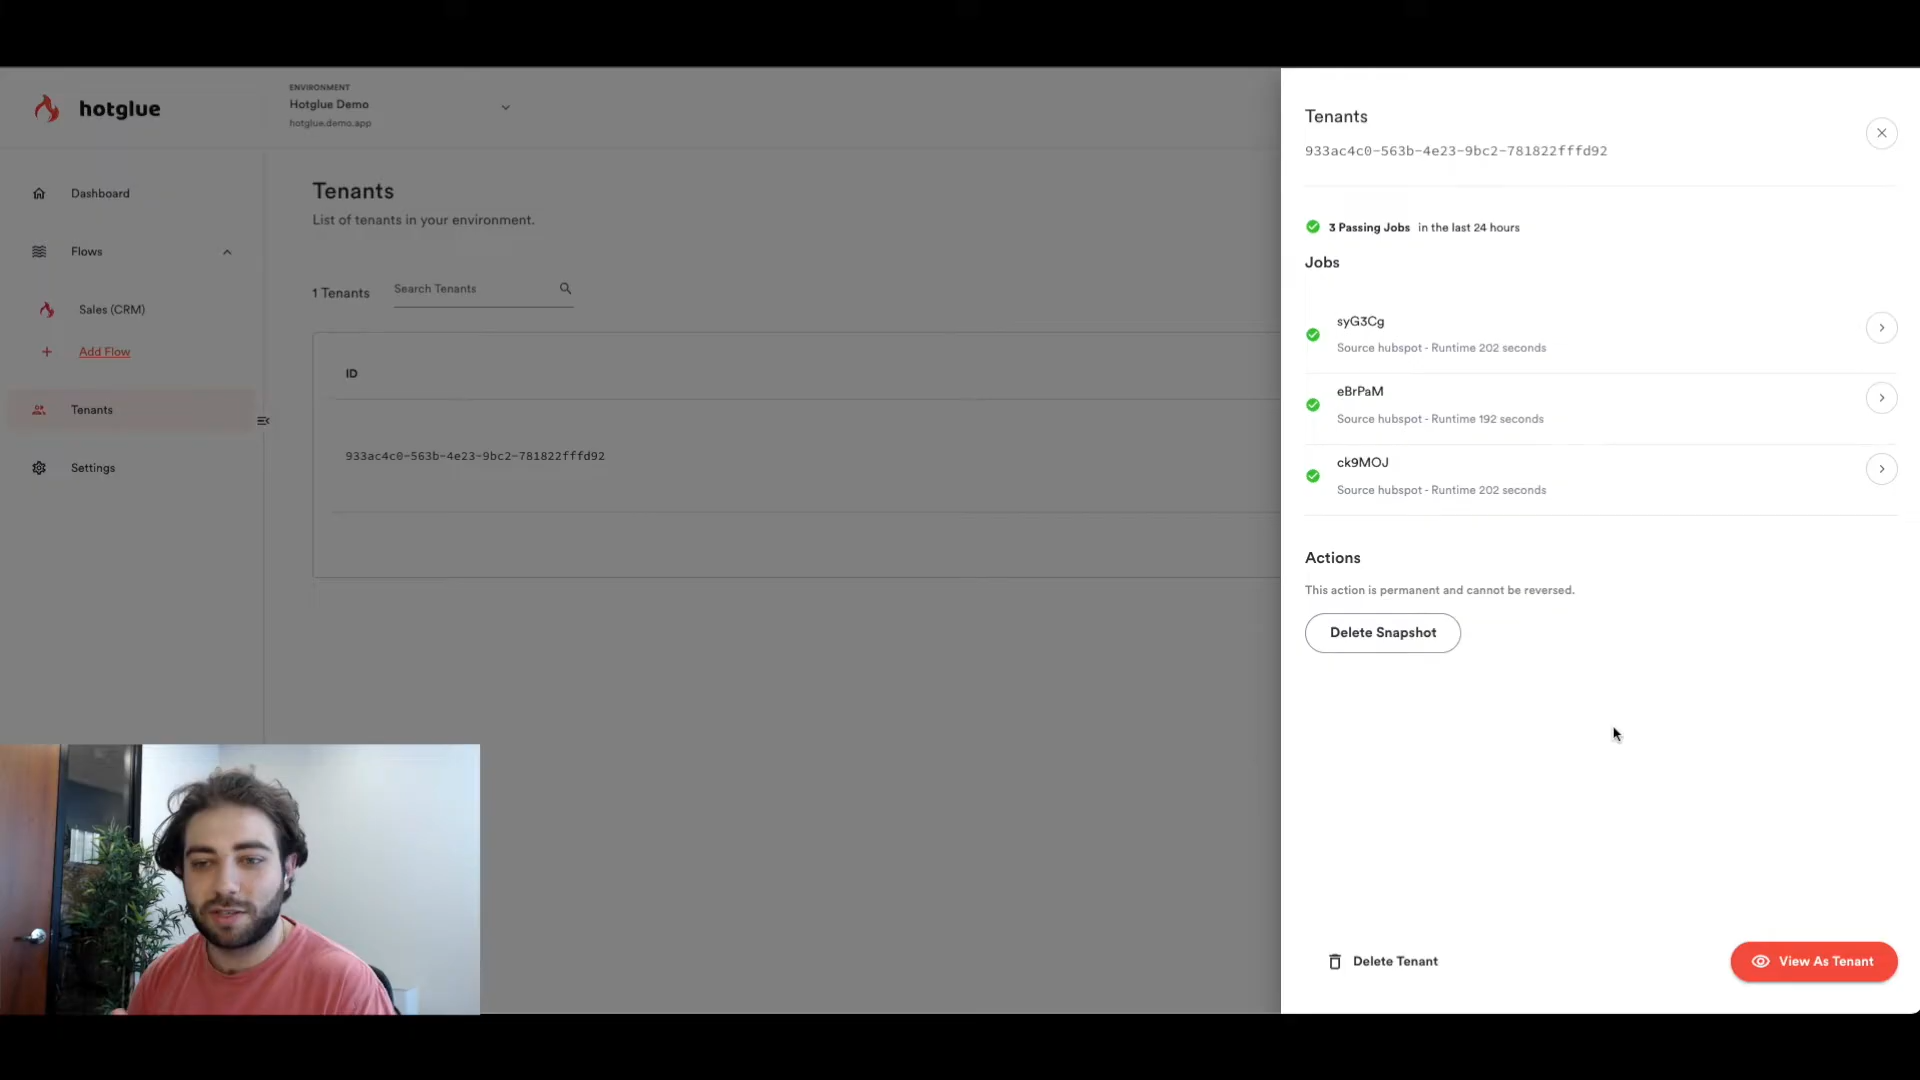 hotglue
ENVIRONMENT
Hotglue Demo
hotglue.demo.app
Dashboard
Flows
Sales (CRM)
Add Flow
Tenants
Settings
Tenants
List of tenants in your environment.
1 Tenants
Search Tenants
ID
933ac4c0-563b-4e23-9bc2-781822fffd92
Tenants
933ac4c0-563b-4e23-9bc2-781822fffd92
3 Passing Jobs in the last 24 hours
Jobs
syG3Cg
Source hubspot - Runtime 202 seconds
eBrPaM
Source hubspot - Runtime 192 seconds
ck9MOJ
Source hubspot - Runtime 202 seconds
Actions
This action is permanent and cannot be reversed.
Delete Snapshot
Delete Tenant
View As Tenant